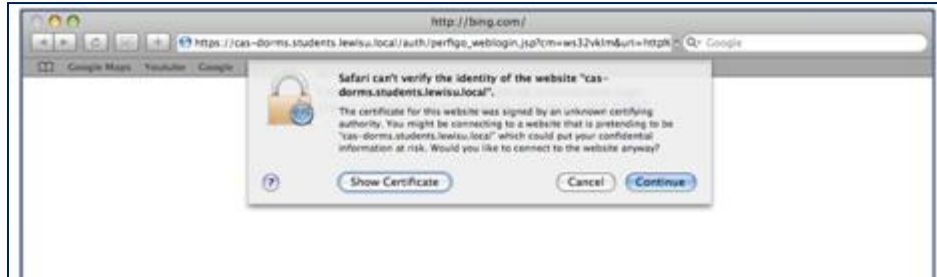 http://bing.com/
https://cas-dorms.students.lewisu.local/auth/perfigo_weblogin.jsp?cm=ws32vklm&uri=http% Google
Google Maps Youtube Google
Safari can't verify the identity of the website "cas-
dorms.students.lewisu.local".
The certificate for this website was signed by an unknown certifying
authority. You might be connecting to a website that is pretending to be
"cas-dorms.students.lewisu.local" which could put your confidential
information at risk. Would you like to connect to the website anyway?
? Show Certificate Cancel Continue